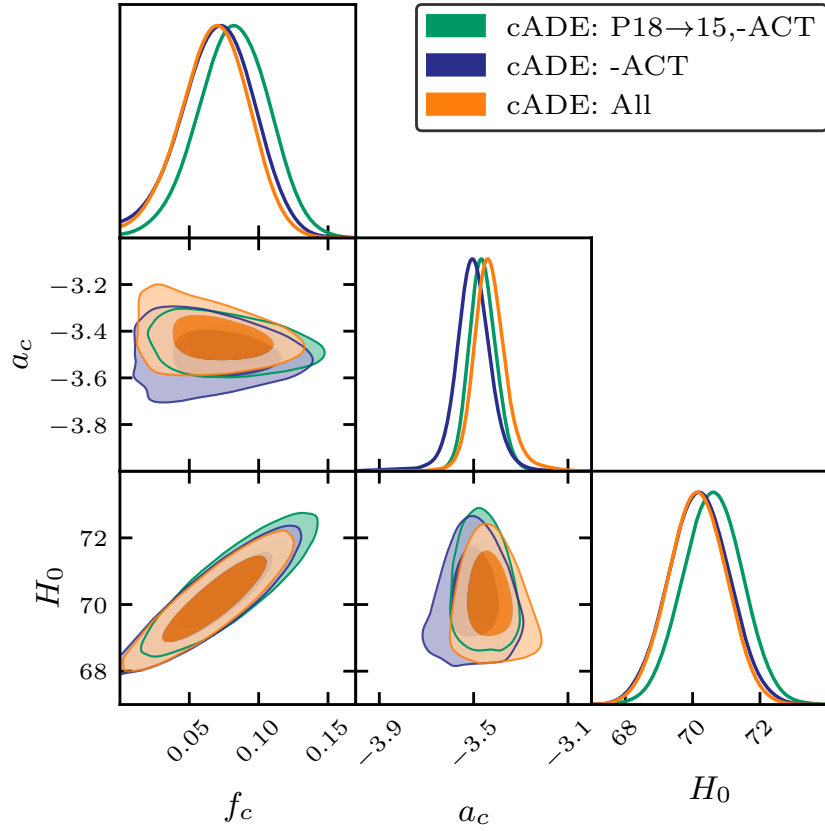 cADE: P18→15,-ACT
cADE: -ACT
cADE: All
−3.2
−3.4
−3.6
−3.8
a_c
72
70
68
H_0
0.05
0.10
0.15
f_c
−3.9
−3.5
−3.1
a_c
68
70
72
H_0